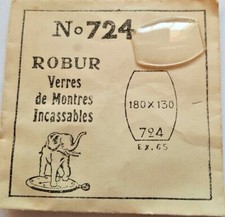 No 724
ROBUR
Verres
de Montres
Incassables
180 x 130
724
EX. 65